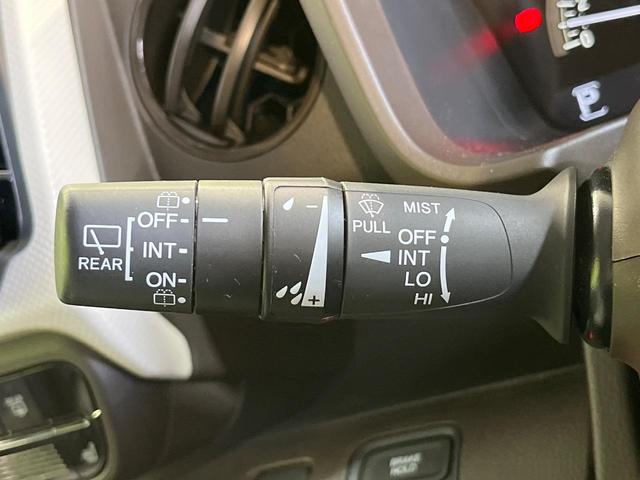 REAR
OFF
INT
ON
−
+
PULL
MIST
OFF
INT
LO
HI
BRAKE
HOLD